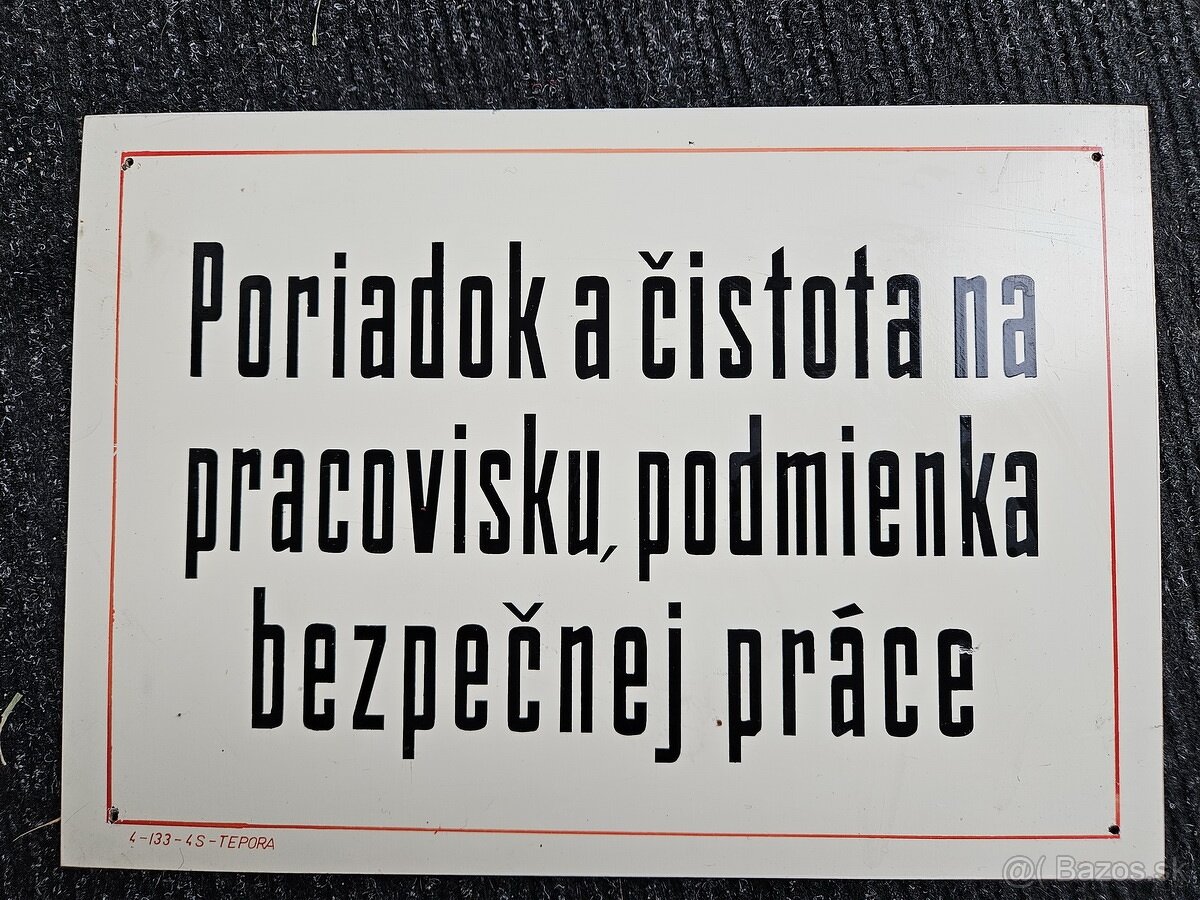 Poriadok a čistota na
pracovisku, podmienka
bezpečnej práce
4-133-4S-TEPORA
@( Bazos.sk